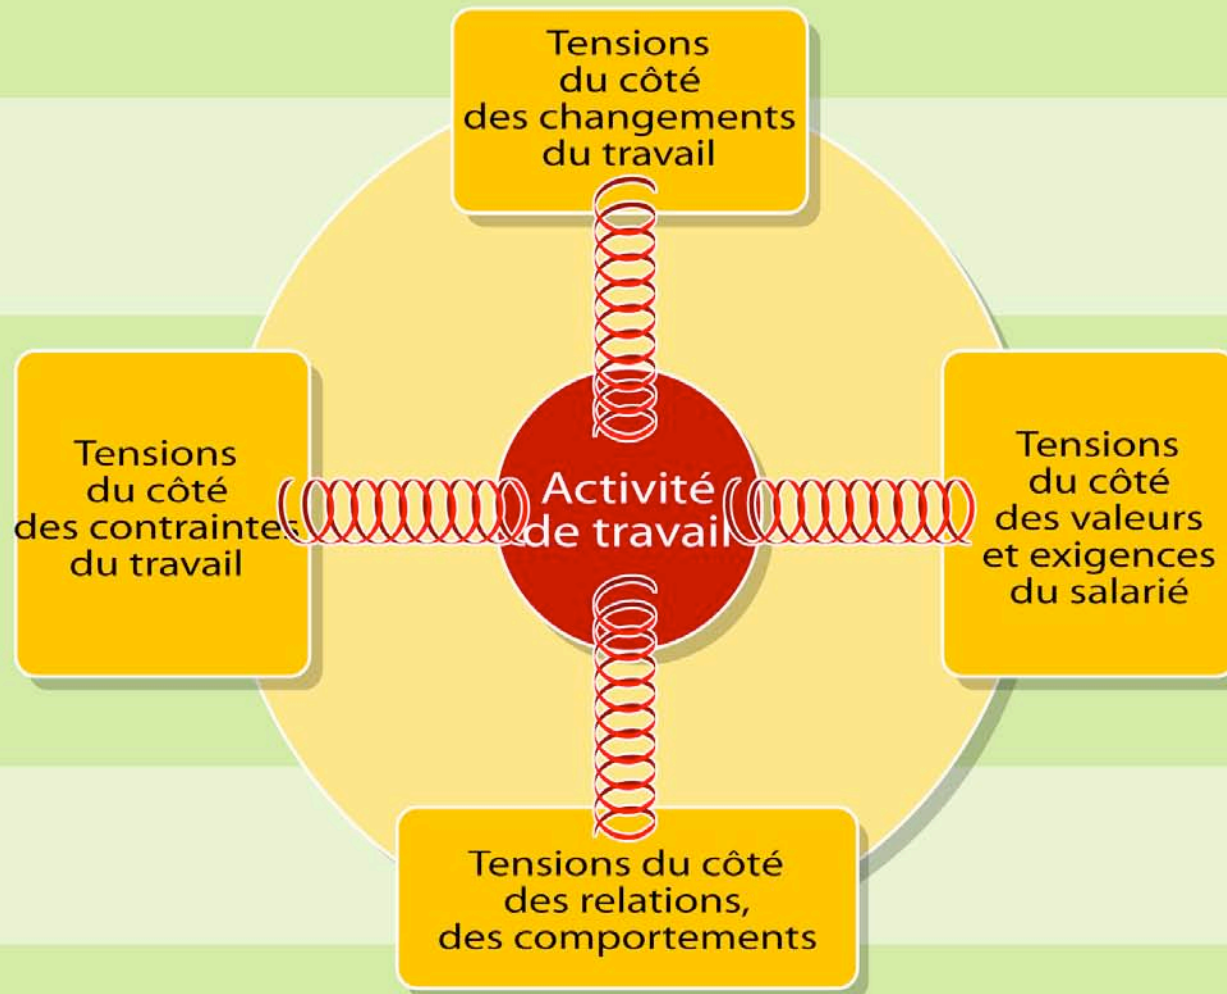 Tensions
du côté
des changements
du travail
Tensions
du côté
des contraintes
du travail
Activité
de travail
Tensions
du côté
des valeurs
et exigences
du salarié
Tensions du côté
des relations,
des comportements